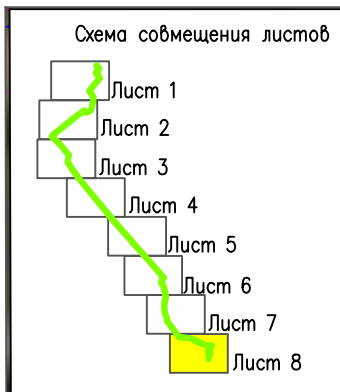 Схема совмещения листов
Лист 1
Лист 2
Лист 3
Лист 4
Лист 5
Лист 6
Лист 7
Лист 8